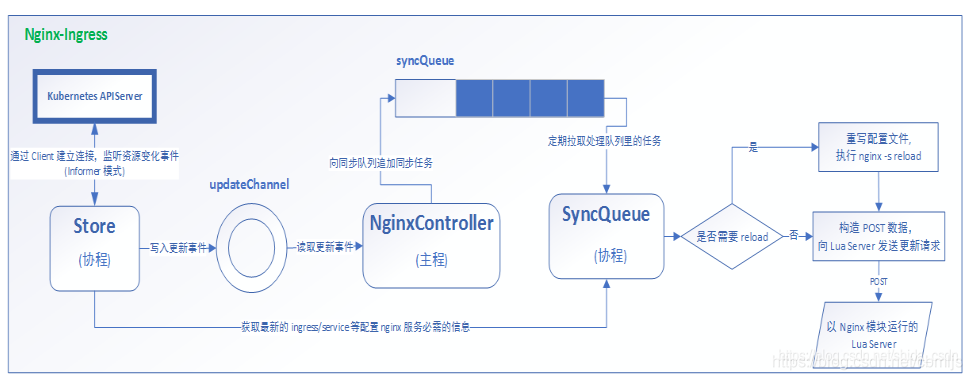 Nginx-Ingress
syncQueue
Kubernetes APIServer
通过 Client 建立连接，监听资源变化事件
(Informer 模式)
向同步队列追加同步任务
定期拉取处理队列里的任务
是
重写配置文件,
执行 nginx -s reload
updateChannel
Store
(协程)
写入更新事件
读取更新事件
NginxController
(主程)
SyncQueue
(协程)
是否需要 reload
否
构造 POST 数据，
向 Lua Server 发送更新请求
POST
获取最新的 ingress/service 等配置 nginx 服务必需的信息
以 Nginx 模块运行的
Lua Server